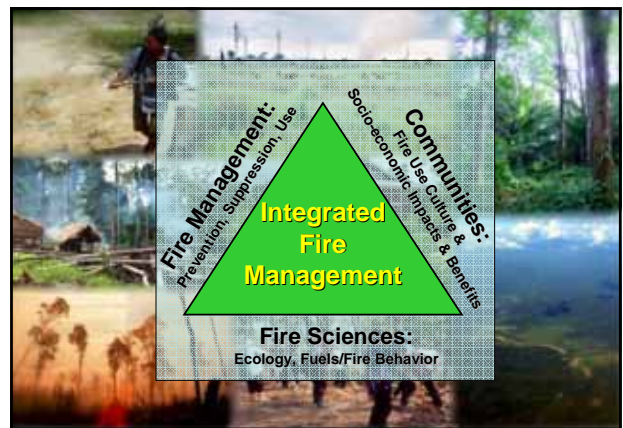 Fire Management:
Prevention, Suppression, Use
Communities:
Fire Use Culture &
Socio-economic Impacts & Benefits
Integrated
Fire
Management
Fire Sciences:
Ecology, Fuels/Fire Behavior